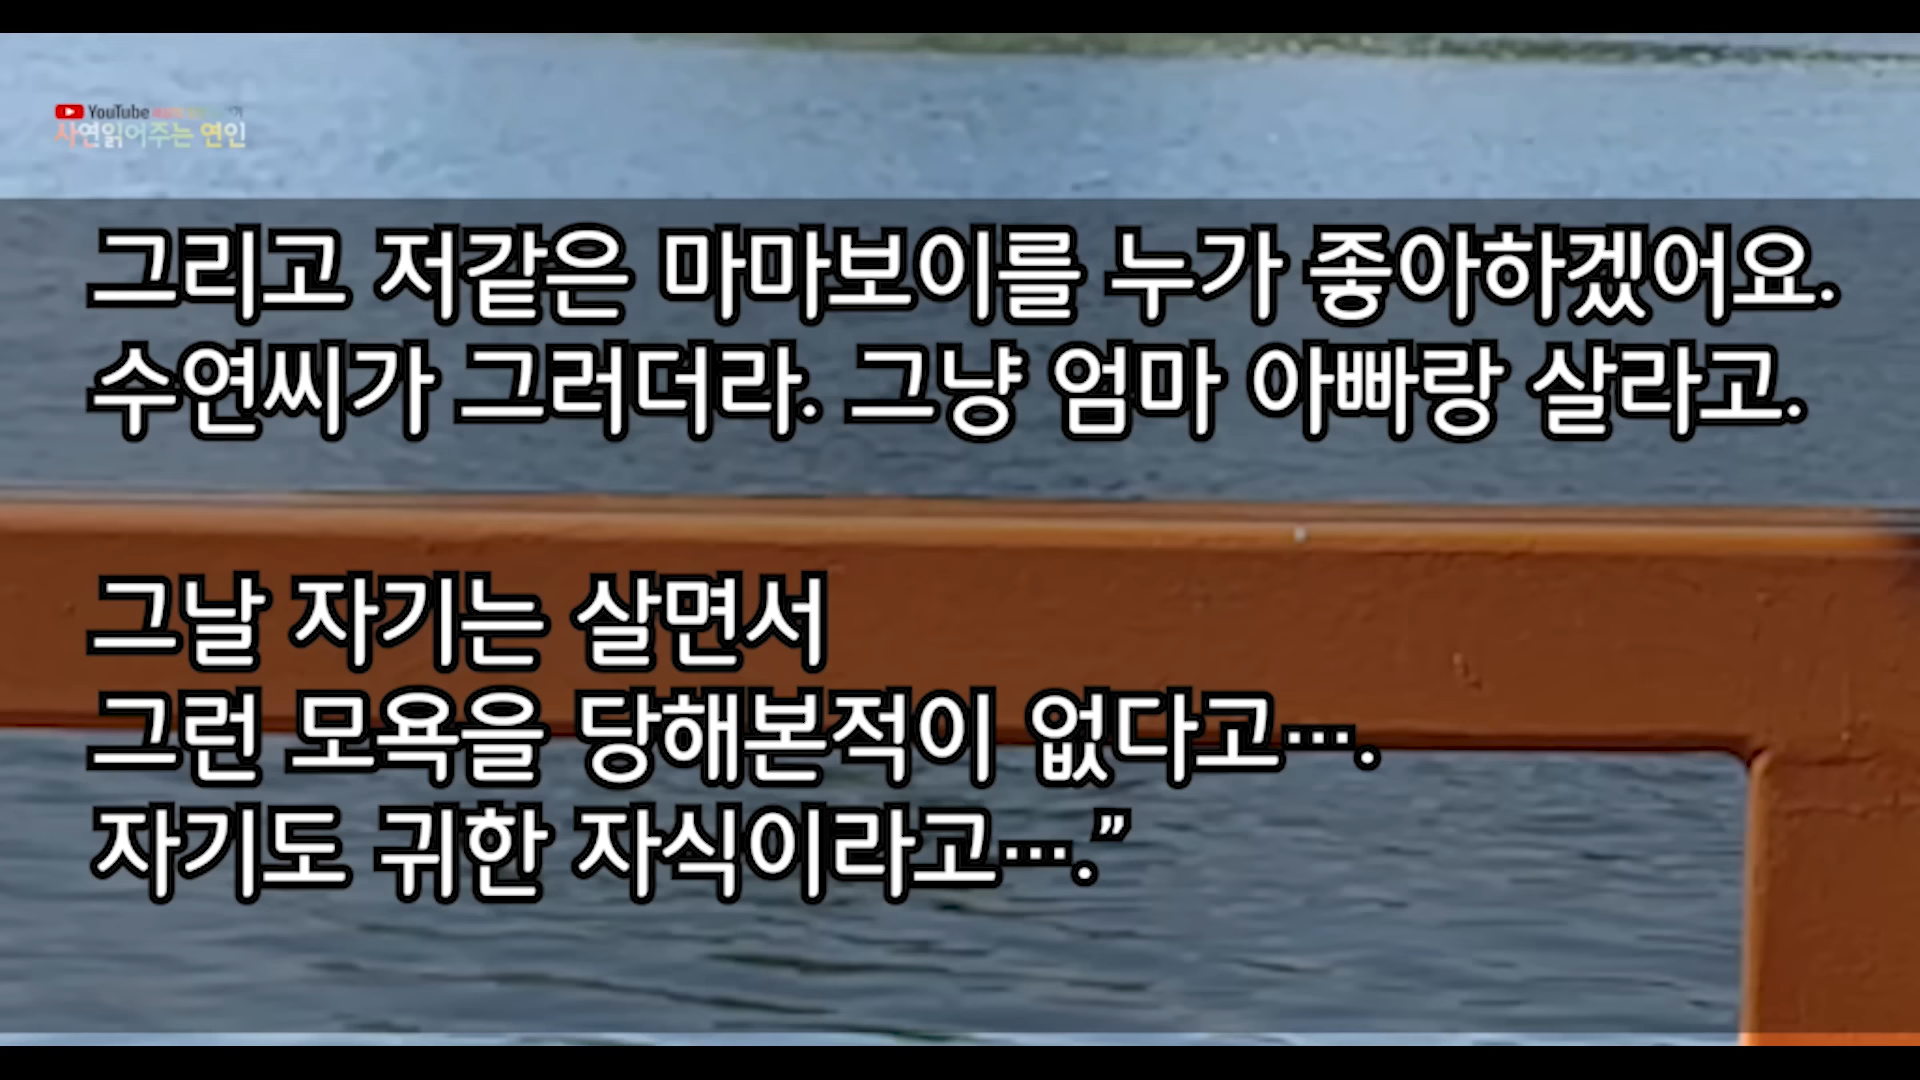 YouTube
사연읽어주는 연인
그리고 저같은 마마보이를 누가 좋아하겠어요.
수연씨가 그러더라. 그냥 엄마 아빠랑 살라고.
그날 자기는 살면서
그런 모욕을 당해본적이 없다고….
자기도 귀한 자식이라고….”